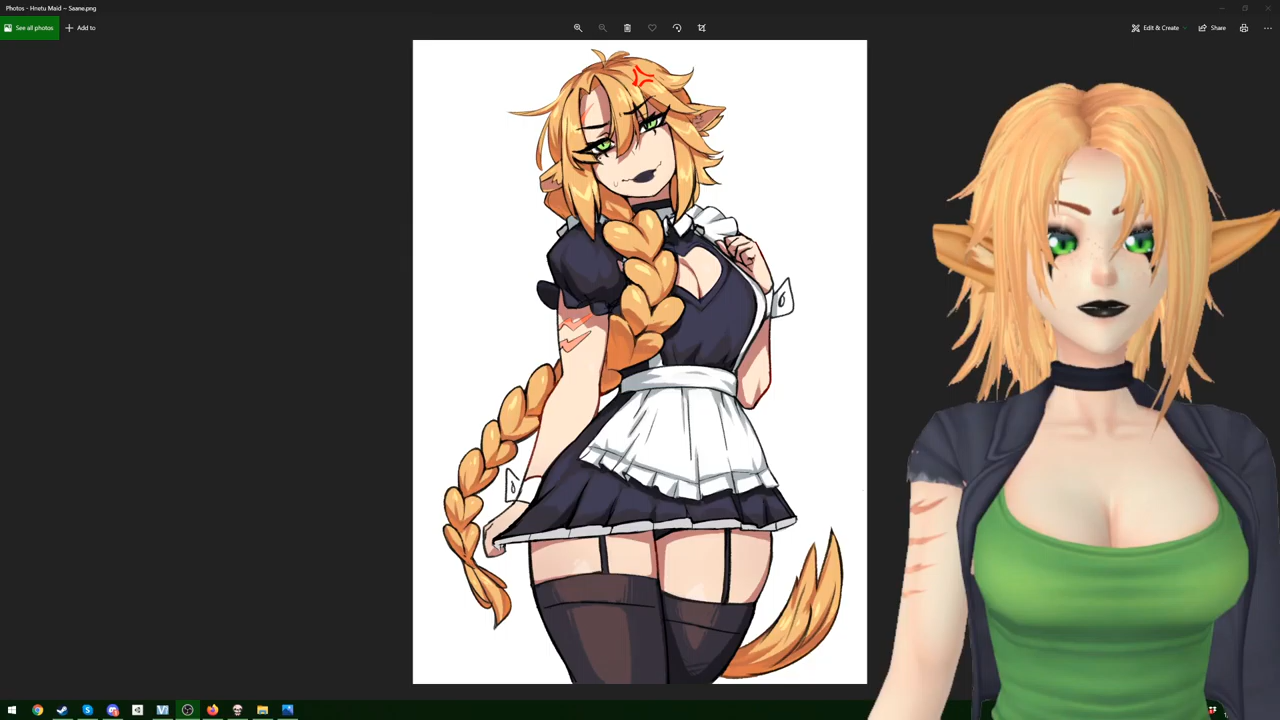 Photos - Hnetu Maid ~ Saane.png
See all photos
Add to
Edit & Create
Share